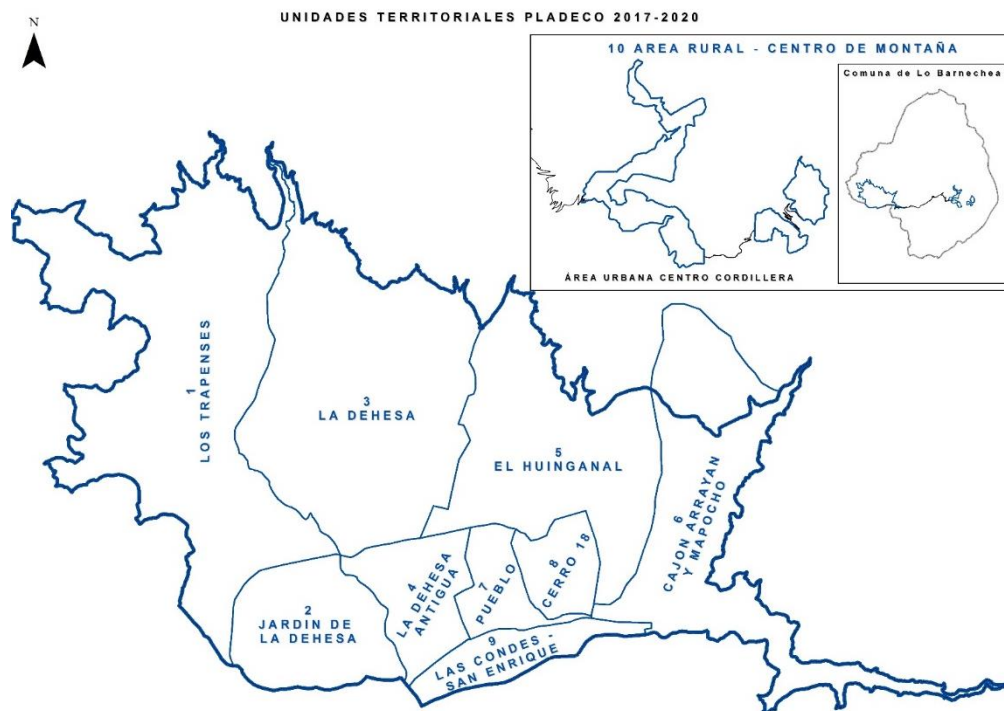 UNIDADES TERRITORIALES PLADECO 2017-2020
N
10 AREA RURAL - CENTRO DE MONTAÑA
Comuna de Lo Barnechea
ÁREA URBANA CENTRO CORDILLERA
1
LOS TRAPENSES
3
LA DEHESA
5
EL HUINGANAL
6
CAJON ARRAYAN
Y MAPOCHO
2
JARDIN DE
LA DEHESA
4
LA DEHESA
ANTIGUA
7
PUEBLO
8
CERRO 18
9
LAS CONDES -
SAN ENRIQUE